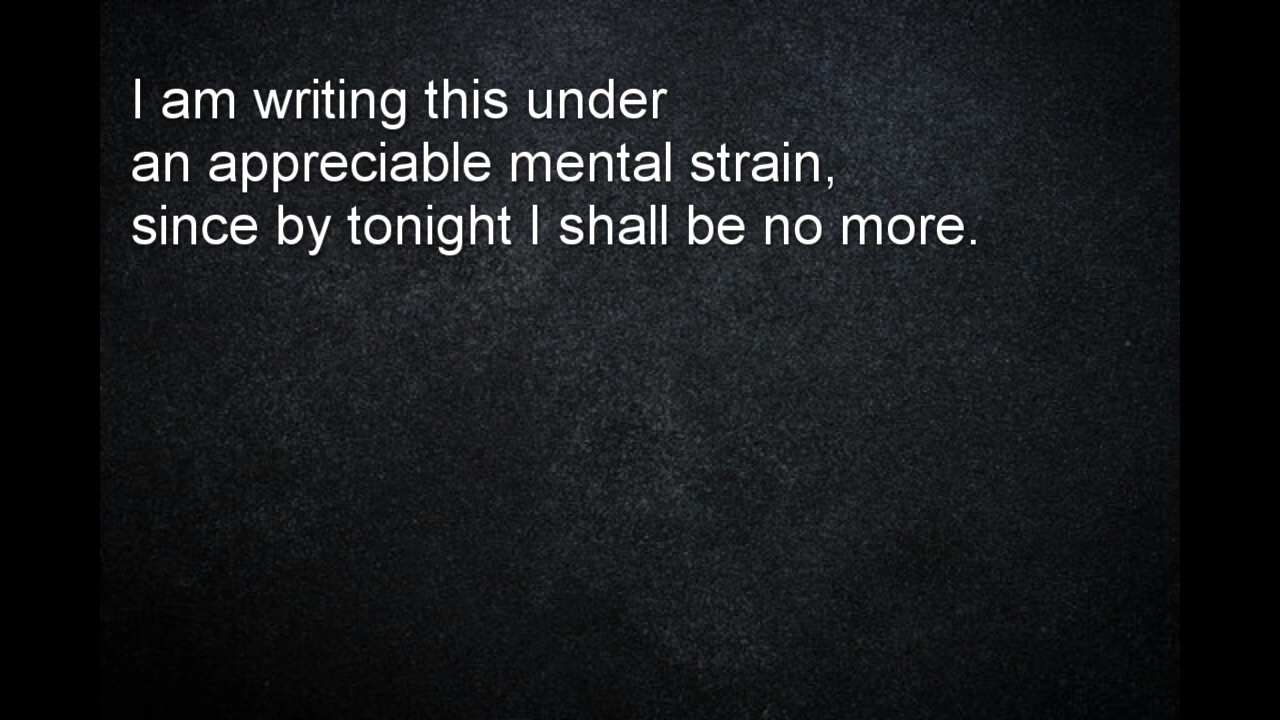 I am writing this under
an appreciable mental strain,
since by tonight I shall be no more.